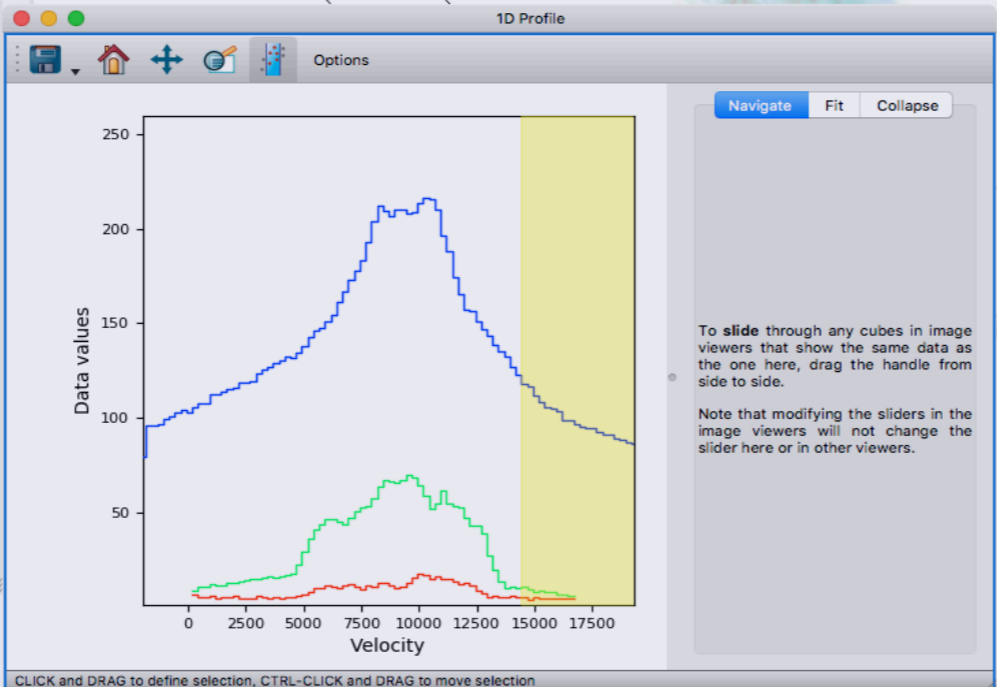 1D Profile
Options
Navigate Fit Collapse
250
200
150
100
50
Data values
0 2500 5000 7500 10000 12500 15000 17500
Velocity
To slide through any cubes in image
viewers that show the same data as
the one here, drag the handle from
side to side.
Note that modifying the sliders in the
image viewers will not change the
slider here or in other viewers.
CLICK and DRAG to define selection, CTRL-CLICK and DRAG to move selection